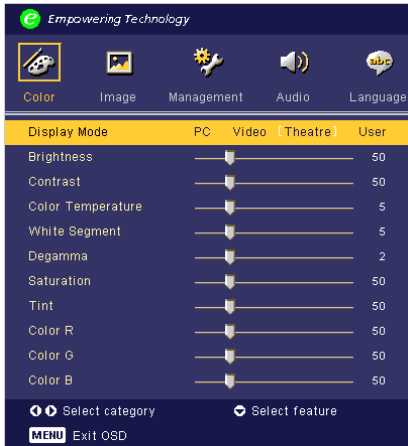 e Empowering Technology
Color Image Management Audio abc Language
Display Mode PC Video [Theatre] User
Brightness 50
Contrast 50
Color Temperature 5
White Segment 5
Degamma 2
Saturation 50
Tint 50
Color R 50
Color G 50
Color B 50
Select category Select feature
MENU Exit OSD